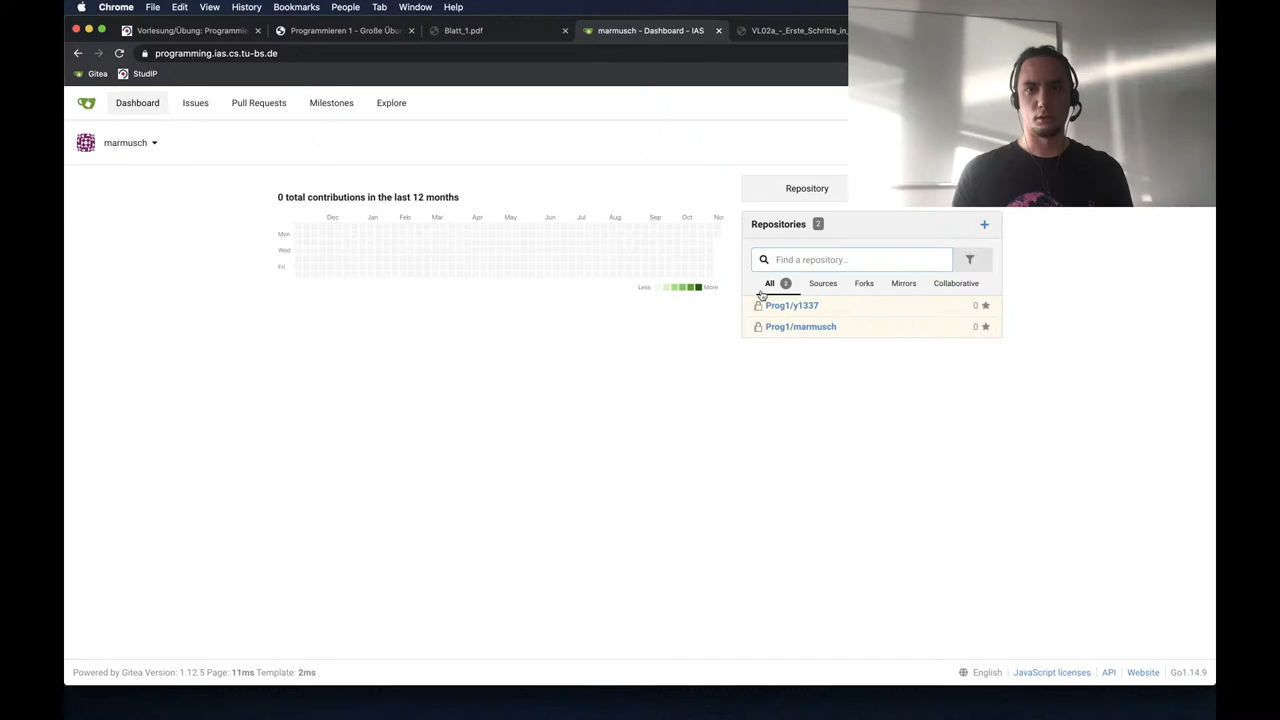 Chrome File Edit View History Bookmarks People Tab Window Help
Vorlesung/Übung: Programmie
Programmieren 1 - Große Übu
Blatt_1.pdf
marmusch - Dashboard - IAS
VL02a_-_Erste_Schritte_in_
programming.ias.cs.tu-bs.de
Gitea StudIP
Dashboard Issues Pull Requests Milestones Explore
marmusch
Repository
0 total contributions in the last 12 months
Dec Jan Feb Mar Apr May Jun Jul Aug Sep Oct Nov
Mon
Wed
Fri
Less More
Repositories 2
Find a repository...
All 2 Sources Forks Mirrors Collaborative
Prog1/y1337 0
Prog1/marmusch 0
Powered by Gitea Version: 1.12.5 Page: 11ms Template: 2ms
English JavaScript licenses API Website Go1.14.9